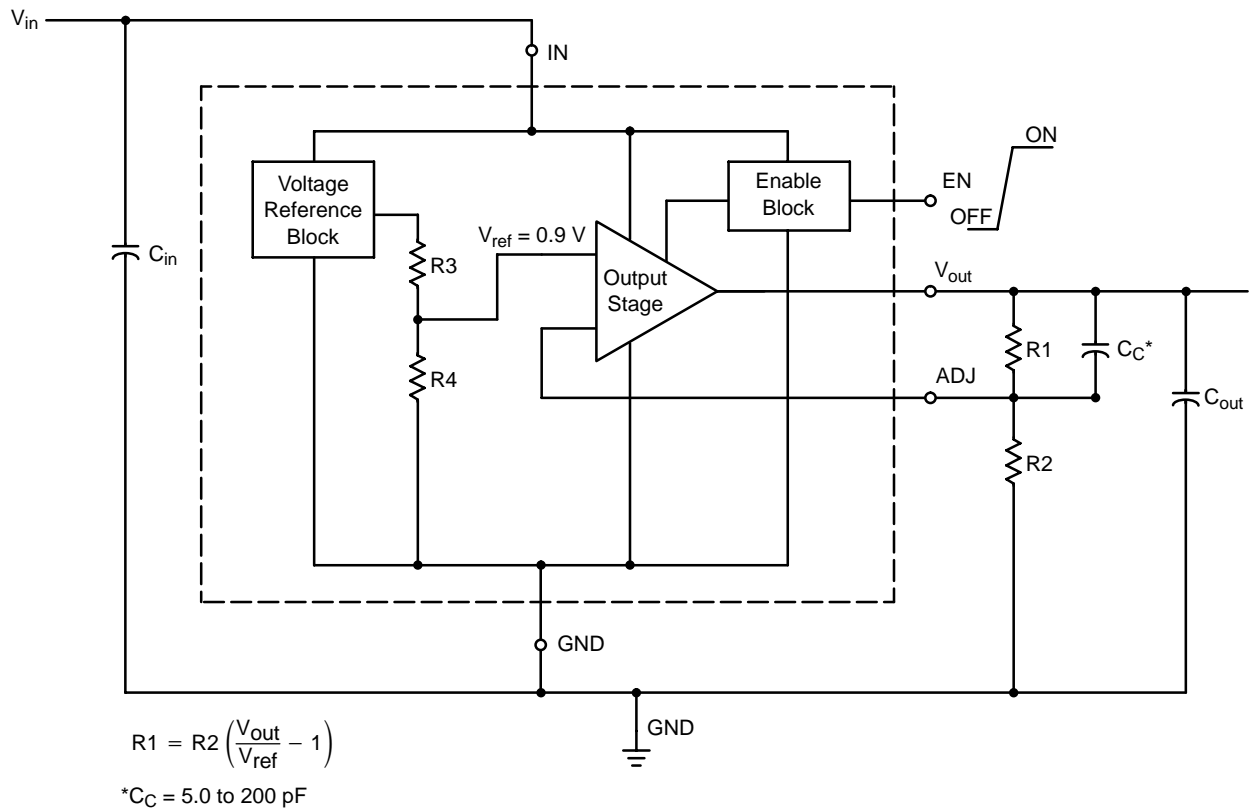 Vin
IN
ON
EN
OFF
Voltage
Reference
Block
Enable
Block
Cin
R3
Vref = 0.9 V
Output
Stage
Vout
R1
CC*
R4
ADJ
Cout
R2
GND
GND
R1 = R2 (Vout/Vref − 1)
*CC = 5.0 to 200 pF